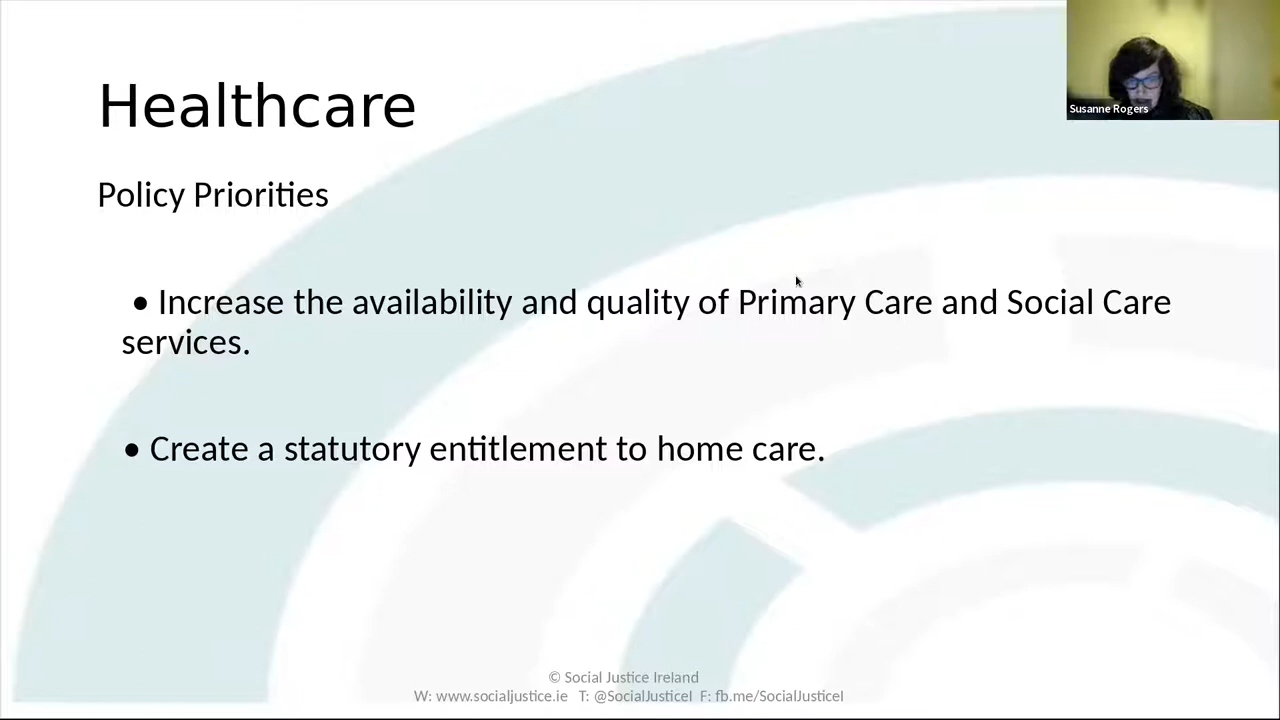 Healthcare
Susanne Rogers
Policy Priorities
• Increase the availability and quality of Primary Care and Social Care
services.
• Create a statutory entitlement to home care.
© Social Justice Ireland
W: www.socialjustice.ie T: @SocialJusticeI F: fb.me/SocialJusticeI